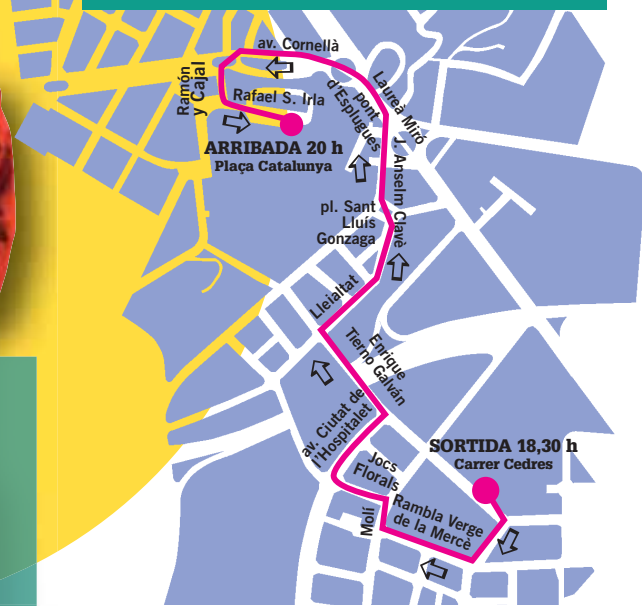 av. Cornellà
Ramón
y Cajal
Rafael S. Irla
ARRIBADA 20 h
Plaça Catalunya
pont
d'Esplugues
Laureà Miró
J. Anselm Clavè
pl. Sant
Lluís
Gonzaga
Lleialtat
Enrique
Tierno Galván
av. Ciutat de
l'Hospitalet
Jocs
Florals
SORTIDA 18,30 h
Carrer Cedres
Molí
Rambla Verge
de la Mercè